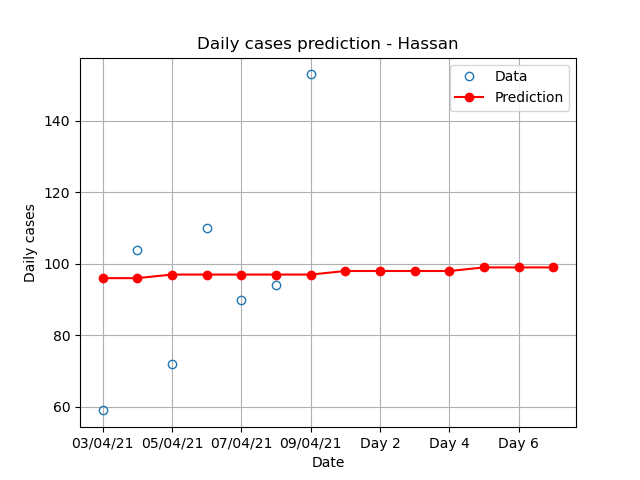 Daily cases prediction - Hassan
Data
Prediction
140
120
100
80
60
Daily cases
03/04/21 05/04/21 07/04/21 09/04/21 Day 2 Day 4 Day 6
Date